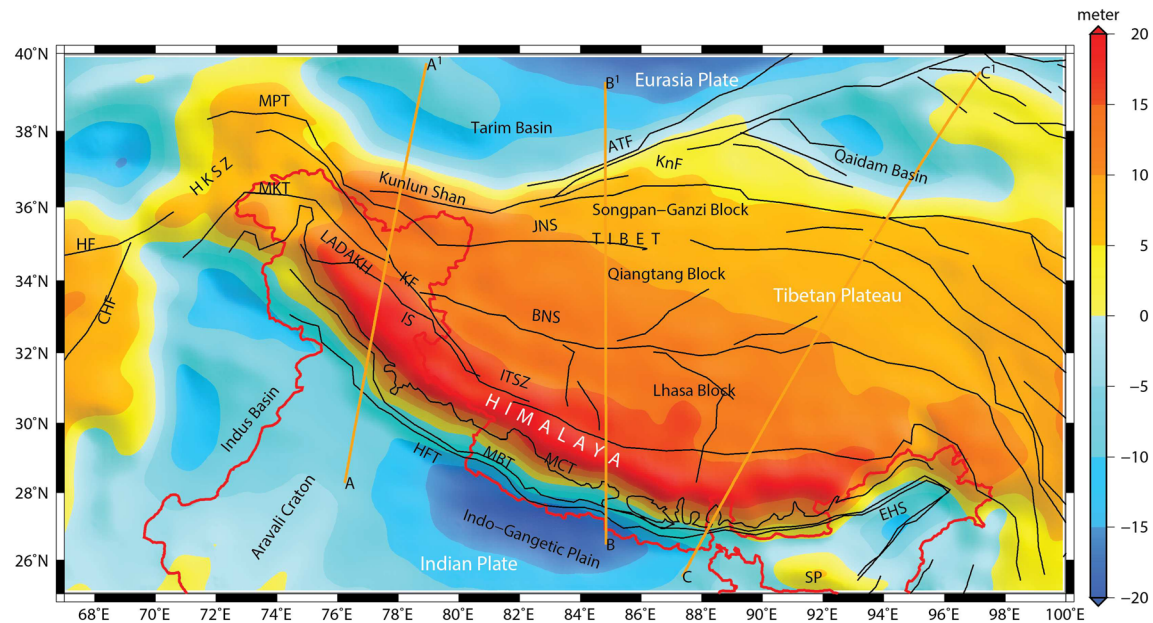 meter
40°N
38°N
36°N
34°N
32°N
30°N
28°N
26°N
68°E
70°E
72°E
74°E
76°E
78°E
80°E
82°E
84°E
86°E
88°E
90°E
92°E
94°E
96°E
98°E
100°E
20
15
10
5
0
−5
−10
−15
−20
A¹
B¹
C¹
Eurasia Plate
MPT
Tarim Basin
ATF
KnF
Qaidam Basin
HKSZ
MKT
Kunlun Shan
Songpan−Ganzi Block
HF
JNS
TIBET
LADAKH
KF
Qiangtang Block
Tibetan Plateau
CHF
IS
BNS
ITSZ
Lhasa Block
HIMALAYA
Indus Basin
HFT
MBT
MCT
A
Aravali Craton
Indo−Gangetic Plain
EHS
B
Indian Plate
C
SP